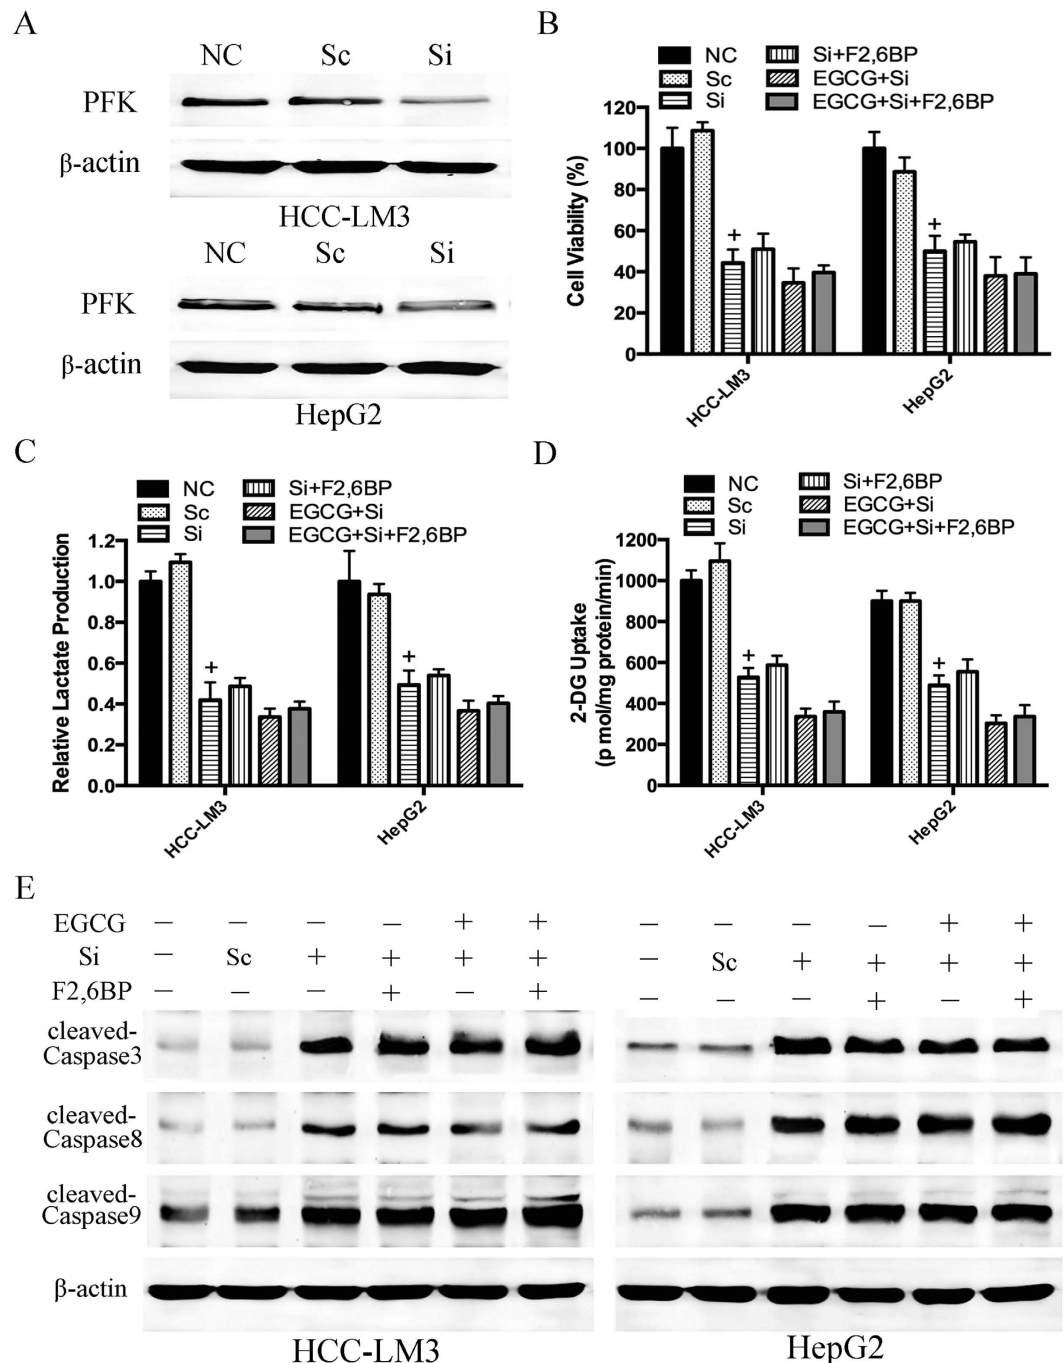 A
NC Sc Si
PFK
β-actin
HCC-LM3
NC Sc Si
PFK
β-actin
HepG2
B
NC Si+F2,6BP
Sc EGCG+Si
Si EGCG+Si+F2,6BP
Cell Viability (%)
120
100
80
60
40
20
0
+ +
HCC-LM3 HepG2
C
NC Si+F2,6BP
Sc EGCG+Si
Si EGCG+Si+F2,6BP
Relative Lactate Production
1.2
1.0
0.8
0.6
0.4
0.2
0.0
+ +
HCC-LM3 HepG2
D
NC Si+F2,6BP
Sc EGCG+Si
Si EGCG+Si+F2,6BP
2-DG Uptake
(p mol/mg protein/min)
1200
1000
800
600
400
200
0
+ +
HCC-LM3 HepG2
E
EGCG − − − − + + − − − − + +
Si − Sc + + + + − Sc + + + +
F2,6BP − − − + − + − − − + − +
cleaved-
Caspase3
cleaved-
Caspase8
cleaved-
Caspase9
β-actin
HCC-LM3 HepG2